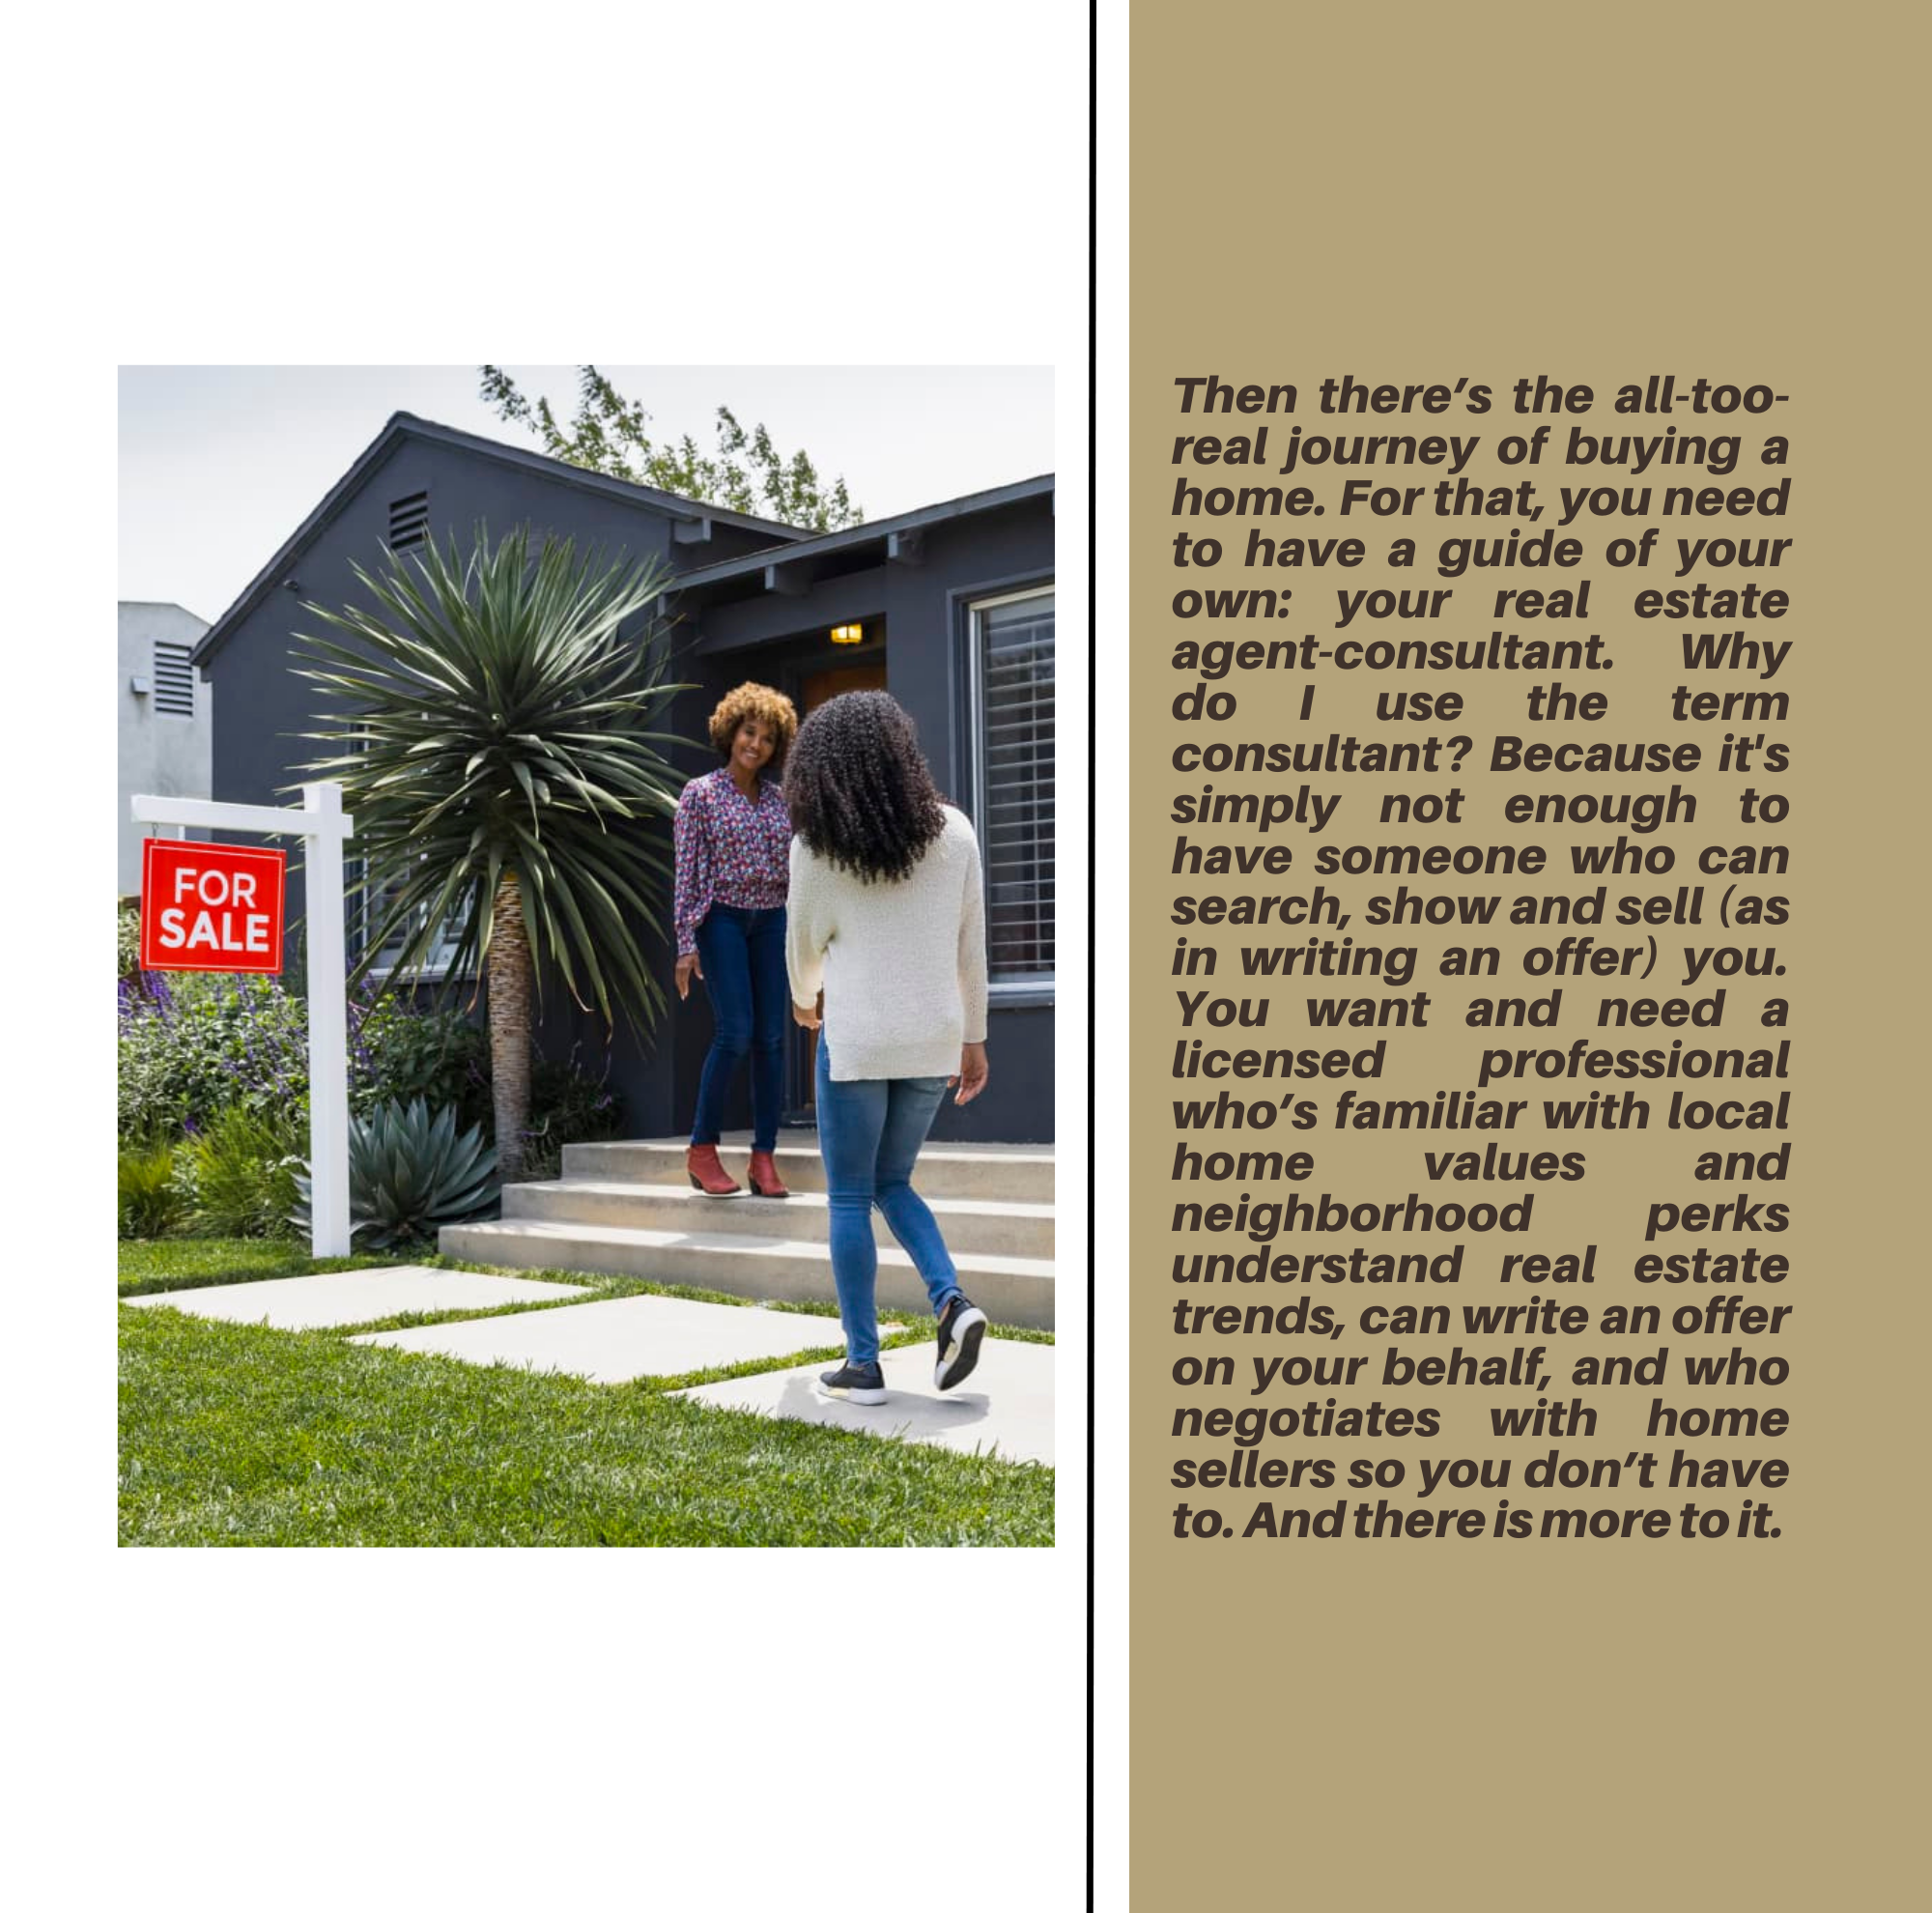 FOR
SALE
Then there’s the all-too-
real journey of buying a
home. For that, you need
to have a guide of your
own: your real estate
agent-consultant. Why
do I use the term
consultant? Because it's
simply not enough to
have someone who can
search, show and sell (as
in writing an offer) you.
You want and need a
licensed professional
who’s familiar with local
home values and
neighborhood perks
understand real estate
trends, can write an offer
on your behalf, and who
negotiates with home
sellers so you don’t have
to. And there is more to it.